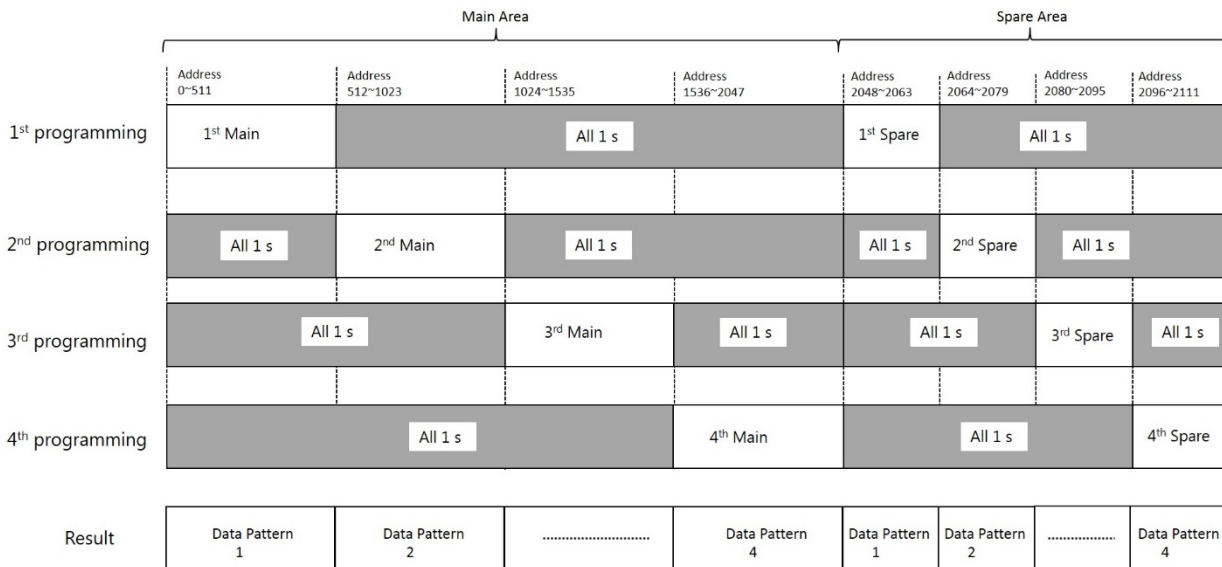 Main Area
Spare Area
Address
0~511
Address
512~1023
Address
1024~1535
Address
1536~2047
Address
2048~2063
Address
2064~2079
Address
2080~2095
Address
2096~2111
1st programming
1st Main
All 1 s
1st Spare
All 1 s
2nd programming
All 1 s
2nd Main
All 1 s
All 1 s
2nd Spare
All 1 s
3rd programming
All 1 s
3rd Main
All 1 s
All 1 s
3rd Spare
All 1 s
4th programming
All 1 s
4th Main
All 1 s
4th Spare
Result
Data Pattern
1
Data Pattern
2
......................
Data Pattern
4
Data Pattern
1
Data Pattern
2
.............
Data Pattern
4